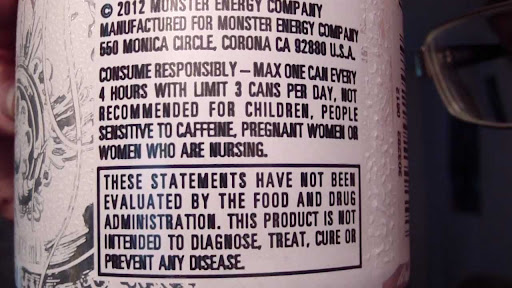 © 2012 MONSTER ENERGY COMPANY
MANUFACTURED FOR MONSTER ENERGY COMPANY
550 MONICA CIRCLE, CORONA CA 92880 U.S.A.
CONSUME RESPONSIBLY – MAX ONE CAN EVERY
4 HOURS WITH LIMIT 3 CANS PER DAY, NOT
RECOMMENDED FOR CHILDREN, PEOPLE
SENSITIVE TO CAFFEINE, PREGNANT WOMEN OR
WOMEN WHO ARE NURSING.
THESE STATEMENTS HAVE NOT BEEN
EVALUATED BY THE FOOD AND DRUG
ADMINISTRATION. THIS PRODUCT IS NOT
INTENDED TO DIAGNOSE, TREAT, CURE OR
PREVENT ANY DISEASE.